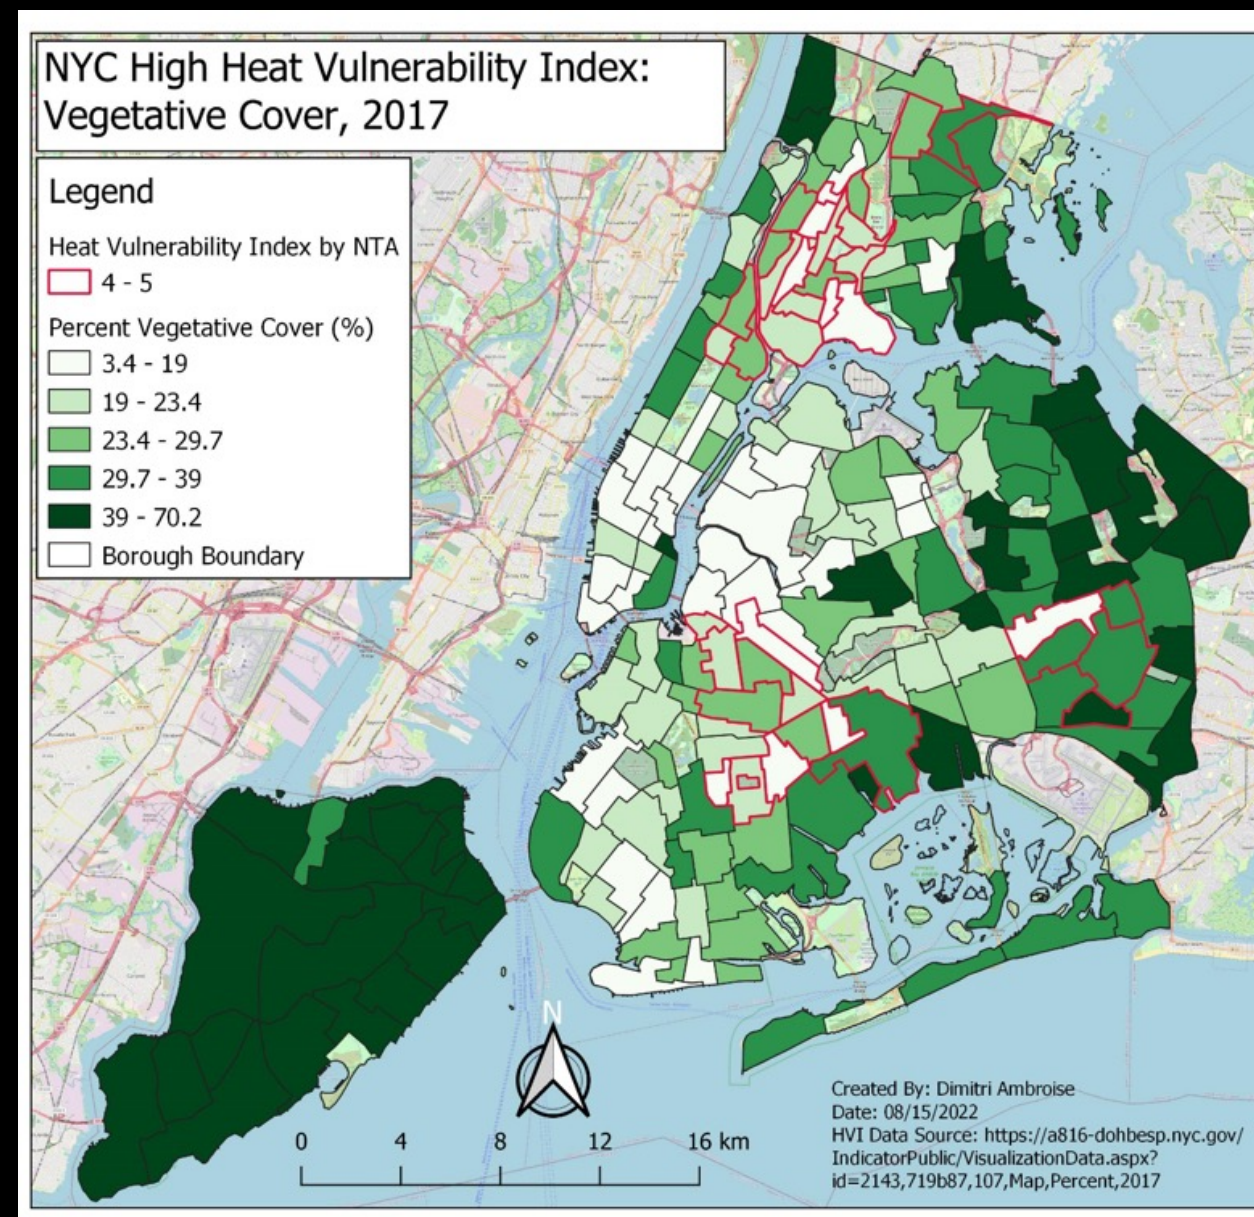 NYC High Heat Vulnerability Index:
Vegetative Cover, 2017
Legend
Heat Vulnerability Index by NTA
4 - 5
Percent Vegetative Cover (%)
3.4 - 19
19 - 23.4
23.4 - 29.7
29.7 - 39
39 - 70.2
Borough Boundary
N
0 4 8 12 16 km
Created By: Dimitri Ambroise
Date: 08/15/2022
HVI Data Source: https://a816-dohbesp.nyc.gov/
IndicatorPublic/VisualizationData.aspx?
id=2143,719b87,107,Map,Percent,2017